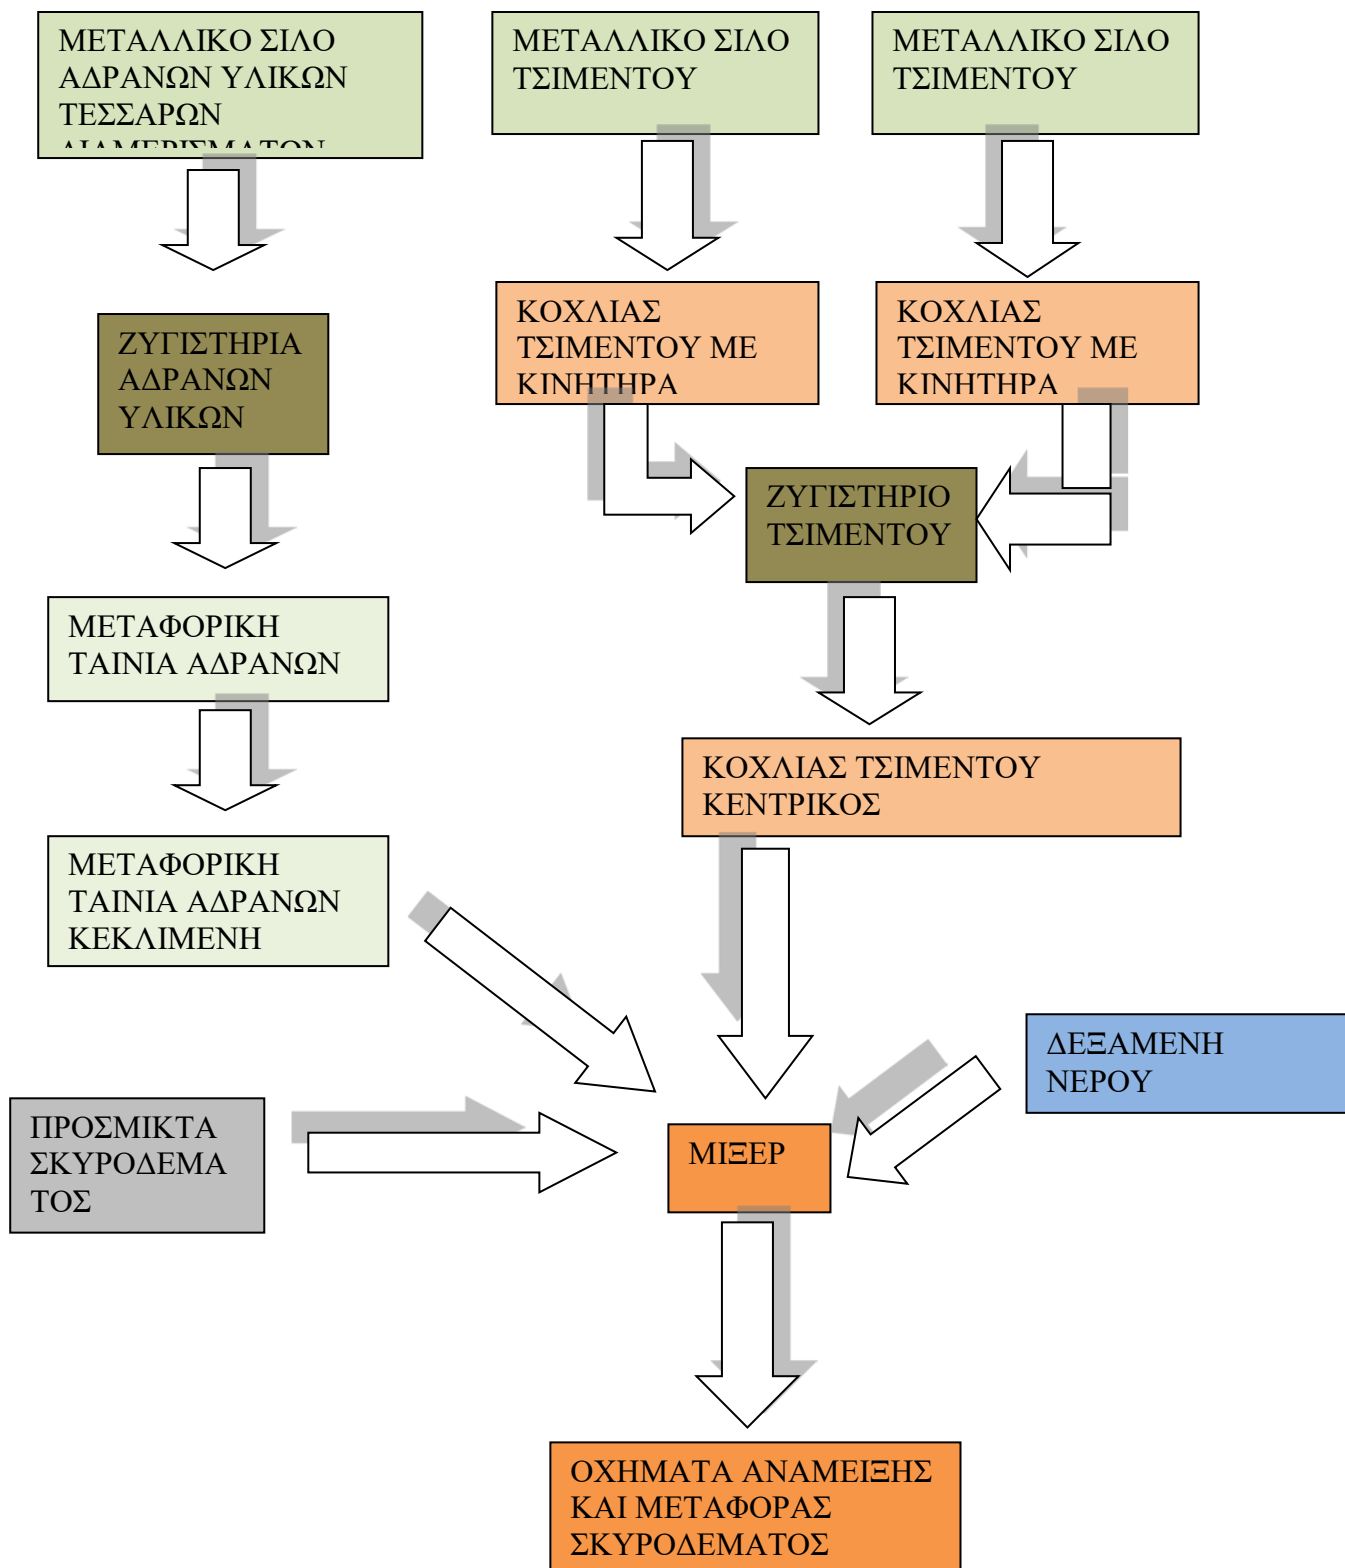 ΜΕΤΑΛΛΙΚΟ ΣΙΛΟ
ΑΔΡΑΝΩΝ ΥΛΙΚΩΝ
ΤΕΣΣΑΡΩΝ
ΔΙΑΜΕΡΙΣΜΑΤΩΝ
ΜΕΤΑΛΛΙΚΟ ΣΙΛΟ
ΤΣΙΜΕΝΤΟΥ
ΜΕΤΑΛΛΙΚΟ ΣΙΛΟ
ΤΣΙΜΕΝΤΟΥ
ΚΟΧΛΙΑΣ
ΤΣΙΜΕΝΤΟΥ ΜΕ
ΚΙΝΗΤΗΡΑ
ΚΟΧΛΙΑΣ
ΤΣΙΜΕΝΤΟΥ ΜΕ
ΚΙΝΗΤΗΡΑ
ΖΥΓΙΣΤΗΡΙΑ
ΑΔΡΑΝΩΝ
ΥΛΙΚΩΝ
ΖΥΓΙΣΤΗΡΙΟ
ΤΣΙΜΕΝΤΟΥ
ΜΕΤΑΦΟΡΙΚΗ
ΤΑΙΝΙΑ ΑΔΡΑΝΩΝ
ΚΟΧΛΙΑΣ ΤΣΙΜΕΝΤΟΥ
ΚΕΝΤΡΙΚΟΣ
ΜΕΤΑΦΟΡΙΚΗ
ΤΑΙΝΙΑ ΑΔΡΑΝΩΝ
ΚΕΚΛΙΜΕΝΗ
ΔΕΞΑΜΕΝΗ
ΝΕΡΟΥ
ΠΡΟΣΜΙΚΤΑ
ΣΚΥΡΟΔΕΜΑ
ΤΟΣ
ΜΙΞΕΡ
ΟΧΗΜΑΤΑ ΑΝΑΜΕΙΞΗΣ
ΚΑΙ ΜΕΤΑΦΟΡΑΣ
ΣΚΥΡΟΔΕΜΑΤΟΣ